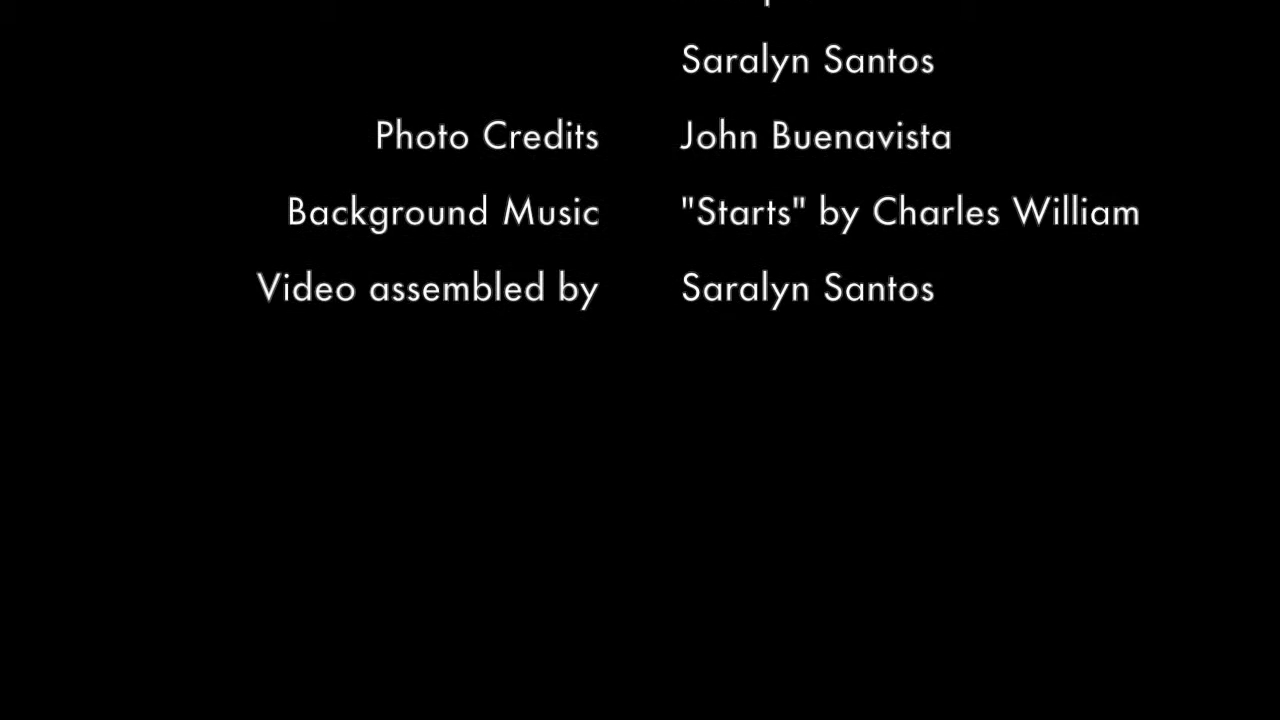 Saralyn Santos
Photo Credits John Buenavista
Background Music "Starts" by Charles William
Video assembled by Saralyn Santos